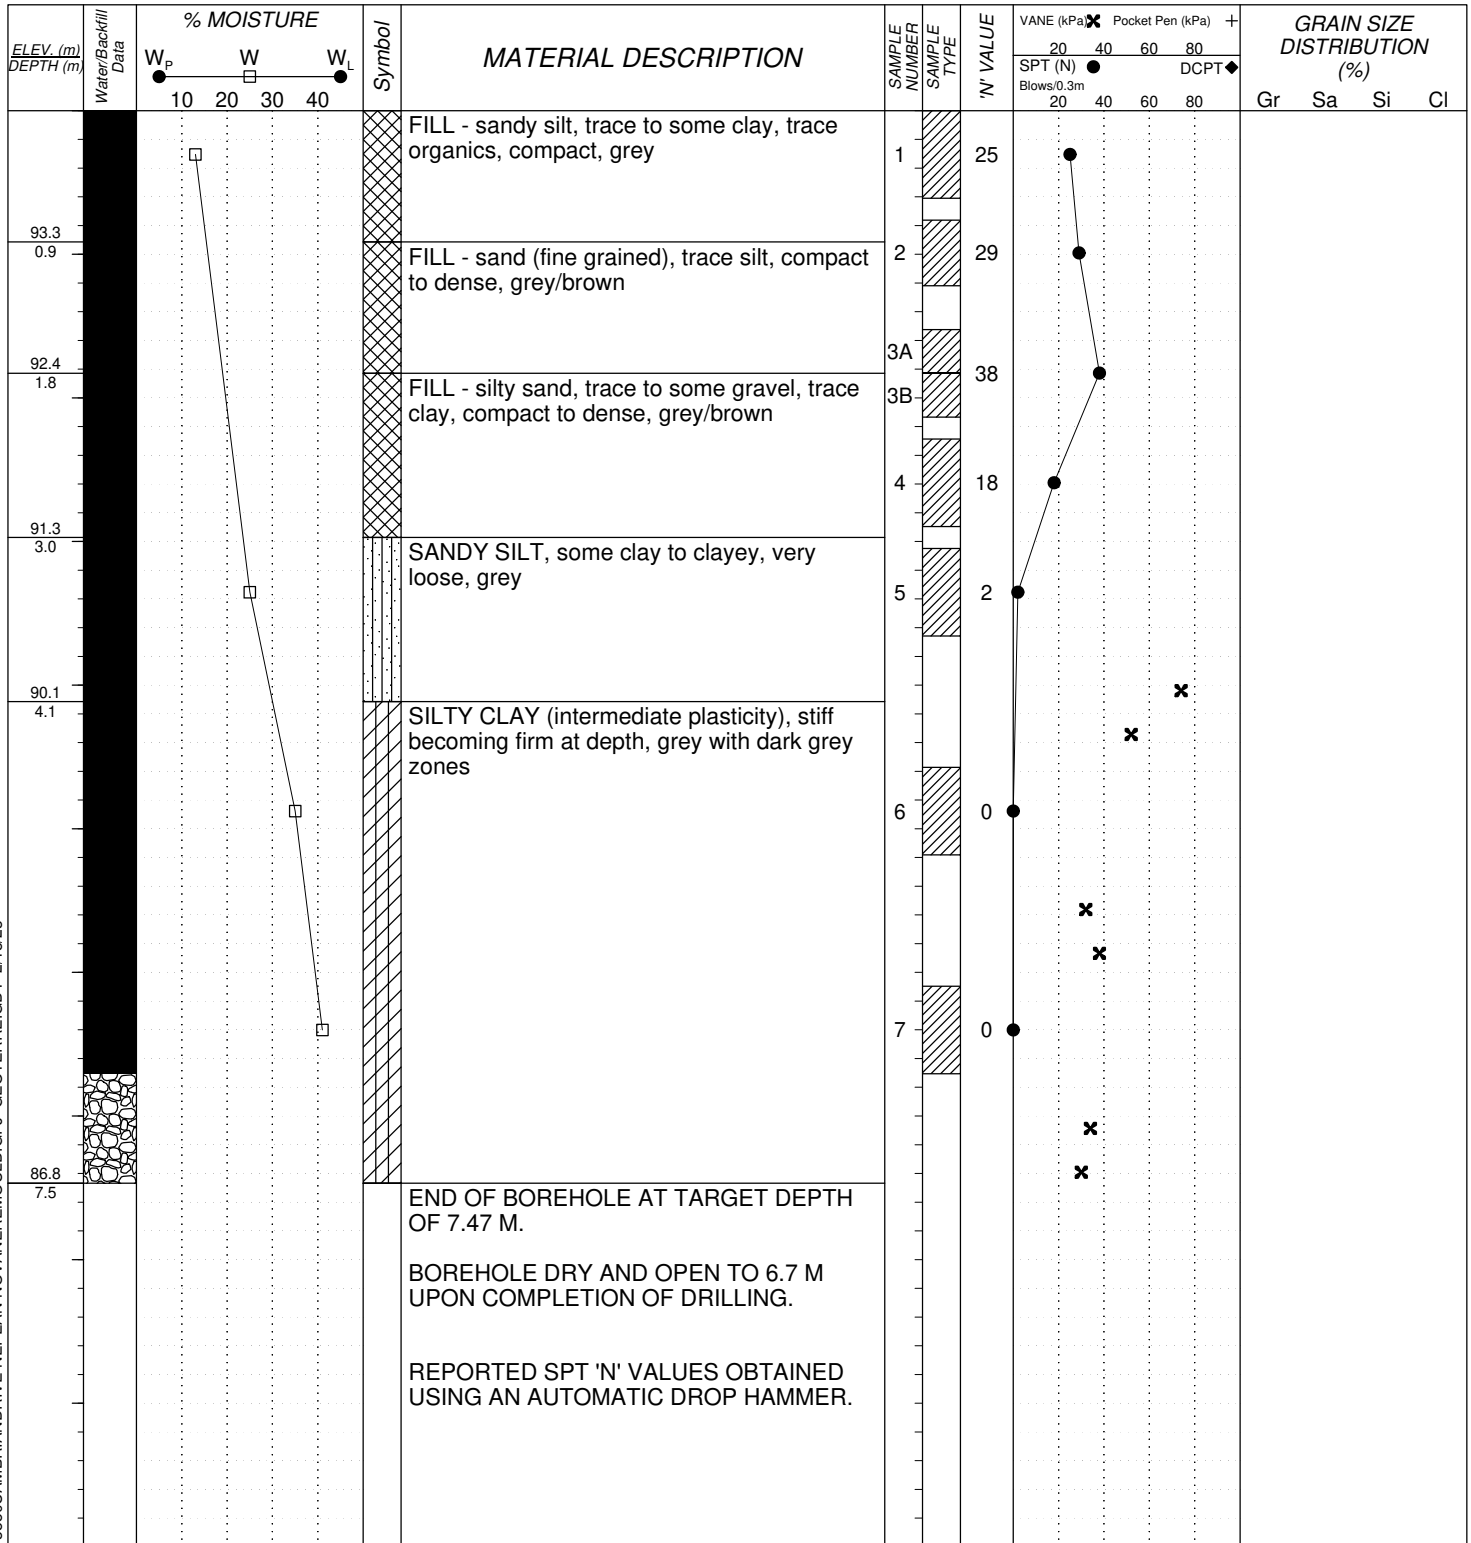 ELEV. (m)
DEPTH (m)
Water/Backfill
Data
% MOISTURE
WP W WL
10 20 30 40
Symbol
MATERIAL DESCRIPTION
SAMPLE
NUMBER
SAMPLE
TYPE
'N' VALUE
VANE (kPa) Pocket Pen (kPa)
20 40 60 80
SPT (N) DCPT
Blows/0.3m
20 40 60 80
GRAIN SIZE
DISTRIBUTION
(%)
Gr Sa Si Cl
FILL - sandy silt, trace to some clay, trace
organics, compact, grey
1 25
93.3
0.9
FILL - sand (fine grained), trace silt, compact
to dense, grey/brown
2 29
3A
92.4
1.8
38
FILL - silty sand, trace to some gravel, trace
clay, compact to dense, grey/brown
3B
4 18
91.3
3.0
SANDY SILT, some clay to clayey, very
loose, grey
5 2
90.1
4.1
SILTY CLAY (intermediate plasticity), stiff
becoming firm at depth, grey with dark grey
zones
6 0
7 0
86.8
7.5
END OF BOREHOLE AT TARGET DEPTH
OF 7.47 M.
BOREHOLE DRY AND OPEN TO 6.7 M
UPON COMPLETION OF DRILLING.
REPORTED SPT 'N' VALUES OBTAINED
USING AN AUTOMATIC DROP HAMMER.